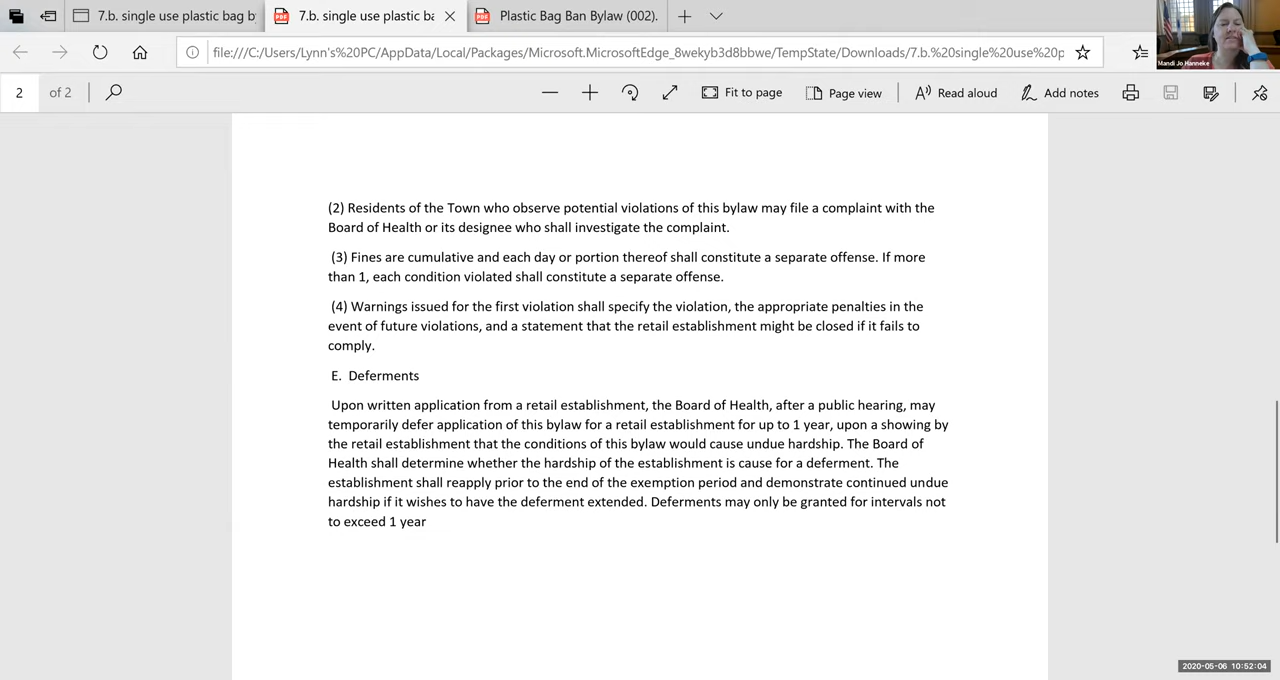 7.b. single use plastic bag b
7.b. single use plastic ba
PDF
Plastic Bag Ban Bylaw (002).
PDF
file:///C:/Users/Lynn's%20PC/AppData/Local/Packages/Microsoft.MicrosoftEdge_8wekyb3d8bbwe/TempState/Downloads/7.b.%20single%20use%20p
Mandi Jo Hanneke
2 of 2
Fit to page
Page view
Read aloud
Add notes
(2) Residents of the Town who observe potential violations of this bylaw may file a complaint with the
Board of Health or its designee who shall investigate the complaint.
(3) Fines are cumulative and each day or portion thereof shall constitute a separate offense. If more
than 1, each condition violated shall constitute a separate offense.
(4) Warnings issued for the first violation shall specify the violation, the appropriate penalties in the
event of future violations, and a statement that the retail establishment might be closed if it fails to
comply.
E. Deferments
Upon written application from a retail establishment, the Board of Health, after a public hearing, may
temporarily defer application of this bylaw for a retail establishment for up to 1 year, upon a showing by
the retail establishment that the conditions of this bylaw would cause undue hardship. The Board of
Health shall determine whether the hardship of the establishment is cause for a deferment. The
establishment shall reapply prior to the end of the exemption period and demonstrate continued undue
hardship if it wishes to have the deferment extended. Deferments may only be granted for intervals not
to exceed 1 year
2020-05-06 10:52:04